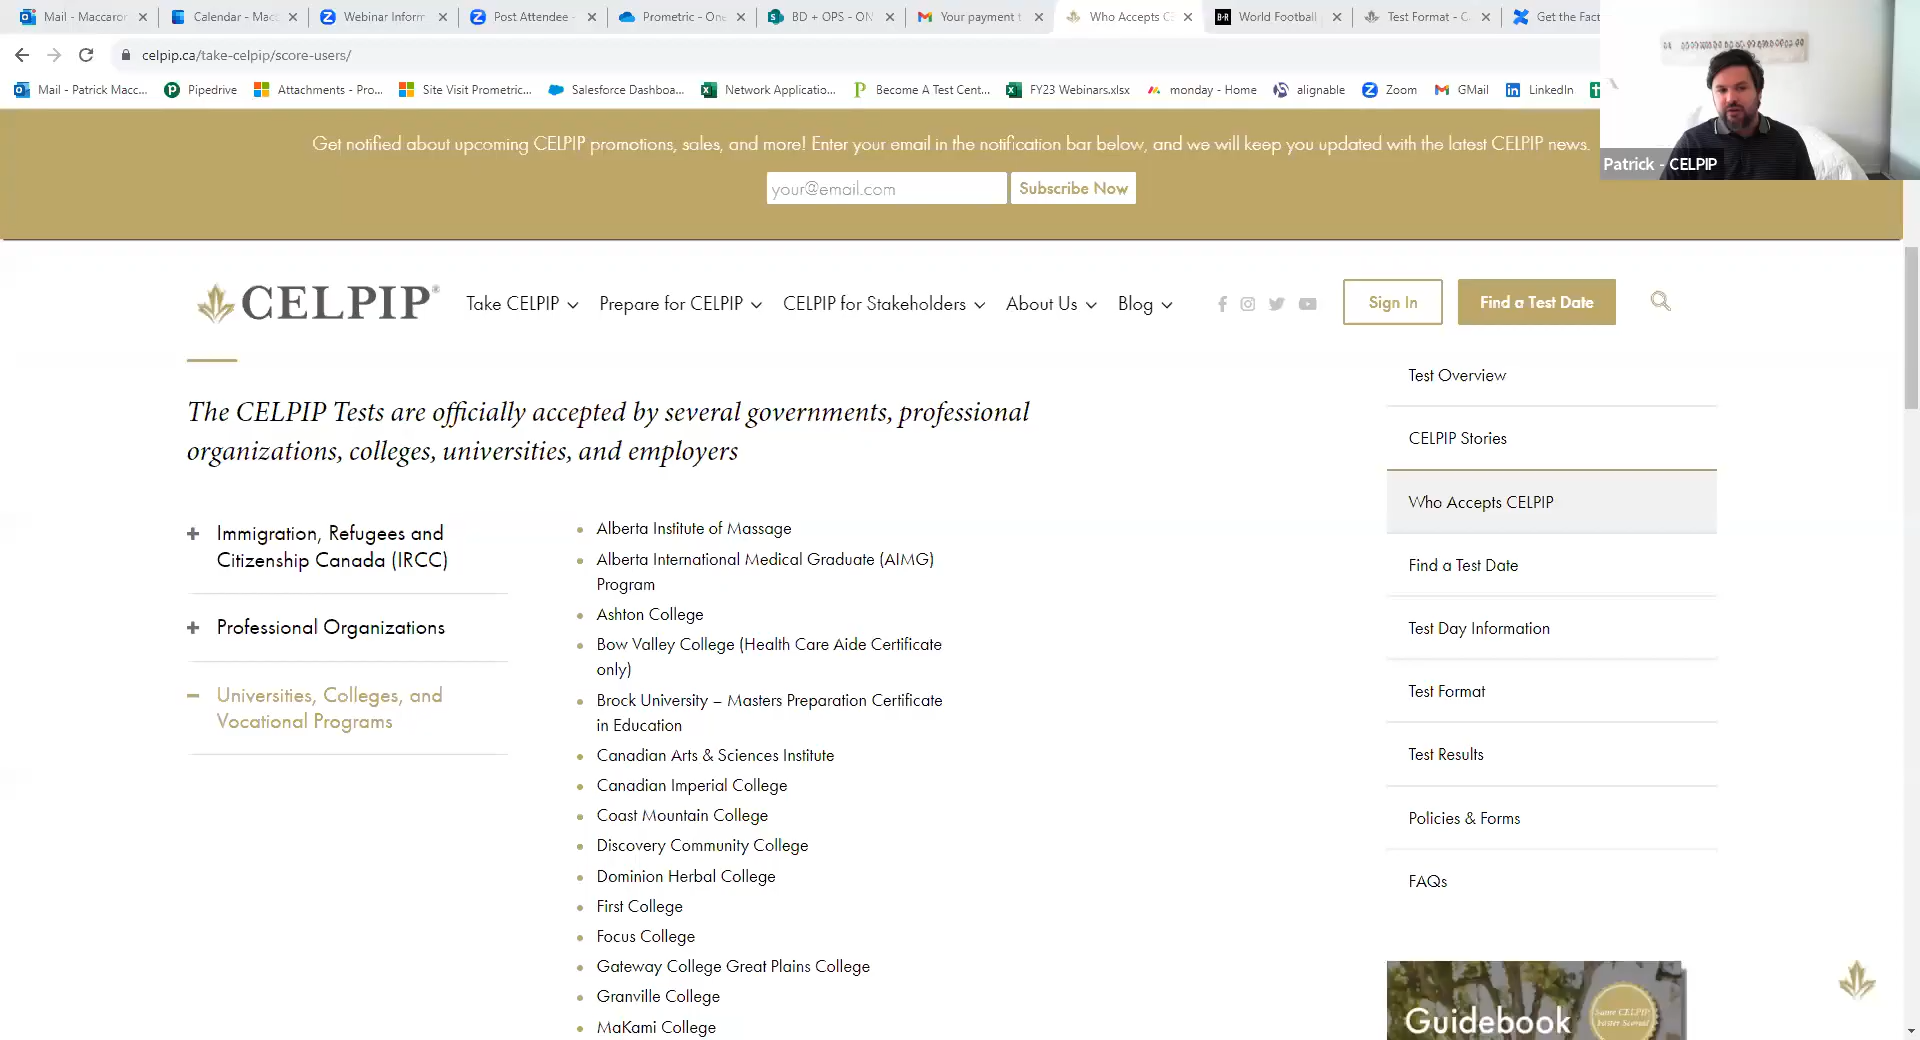 Mail - Maccaror
Calendar - Macc
Webinar Inform
Post Attendee -
Prometric - One
BD + OPS - ON
Your payment t
Who Accepts CE
World Football
Test Format - C
Get the Fact
celpip.ca/take-celpip/score-users/
Mail - Patrick Macc...
Pipedrive
Attachments - Pro...
Site Visit Prometric...
Salesforce Dashboa...
Network Applicatio...
Become A Test Cent...
FY23 Webinars.xlsx
monday - Home
alignable
Zoom
GMail
LinkedIn
Get notified about upcoming CELPIP promotions, sales, and more! Enter your email in the notification bar below, and we will keep you updated with the latest CELPIP news.
your@email.com
Subscribe Now
Patrick - CELPIP
CELPIP®
Take CELPIP
Prepare for CELPIP
CELPIP for Stakeholders
About Us
Blog
Sign In
Find a Test Date
The CELPIP Tests are officially accepted by several governments, professional
organizations, colleges, universities, and employers
Immigration, Refugees and
Citizenship Canada (IRCC)
Professional Organizations
Universities, Colleges, and
Vocational Programs
Alberta Institute of Massage
Alberta International Medical Graduate (AIMG)
Program
Ashton College
Bow Valley College (Health Care Aide Certificate
only)
Brock University – Masters Preparation Certificate
in Education
Canadian Arts & Sciences Institute
Canadian Imperial College
Coast Mountain College
Discovery Community College
Dominion Herbal College
First College
Focus College
Gateway College Great Plains College
Granville College
MaKami College
Test Overview
CELPIP Stories
Who Accepts CELPIP
Find a Test Date
Test Day Information
Test Format
Test Results
Policies & Forms
FAQs
Guidebook